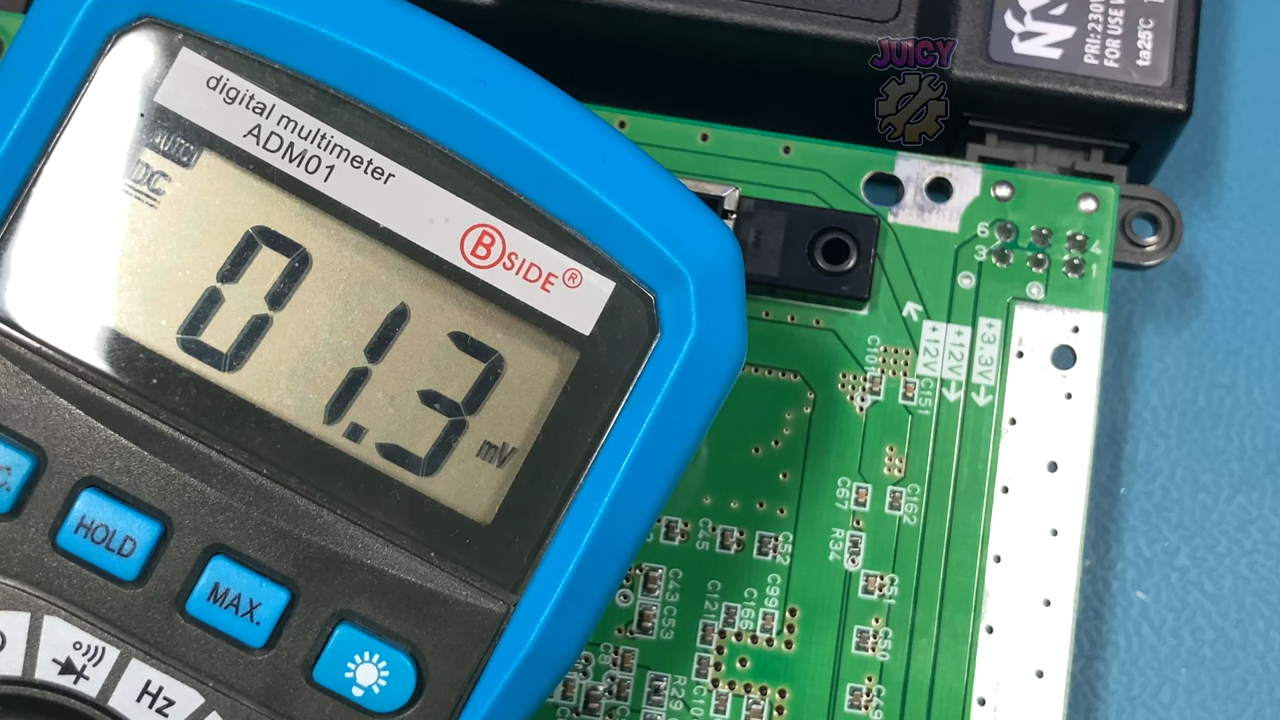 digital multimeter
ADM01
BSIDE®
AUTO
DC
01.3
mV
HOLD
MAX.
Hz
JUICY
PRI:230V
FOR USE
ta25°C
6
3
4
1
+12V
+12V
+3.3V
C151
C67
C162
R34
C45
C52
C43
C53
C121
C166
C99
C51
C50
C49
R29